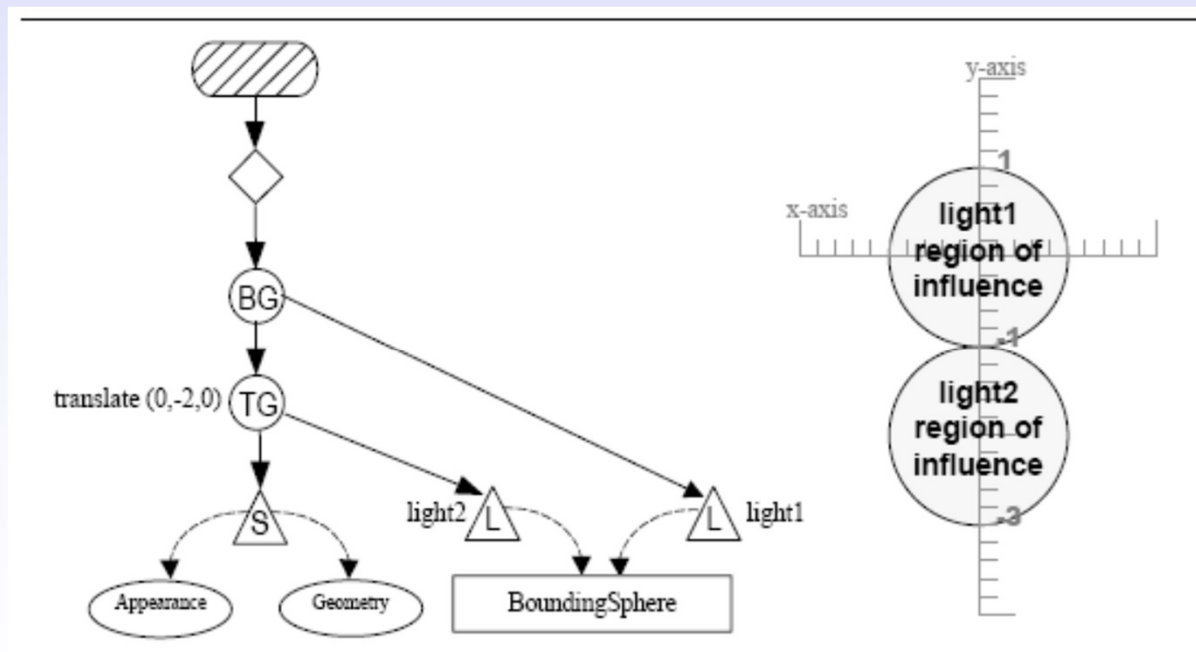 BG
translate (0,-2,0)
TG
S
light2
L
L
light1
Appearance
Geometry
BoundingSphere
y-axis
1
x-axis
light1
region of
influence
-1
light2
region of
influence
-3